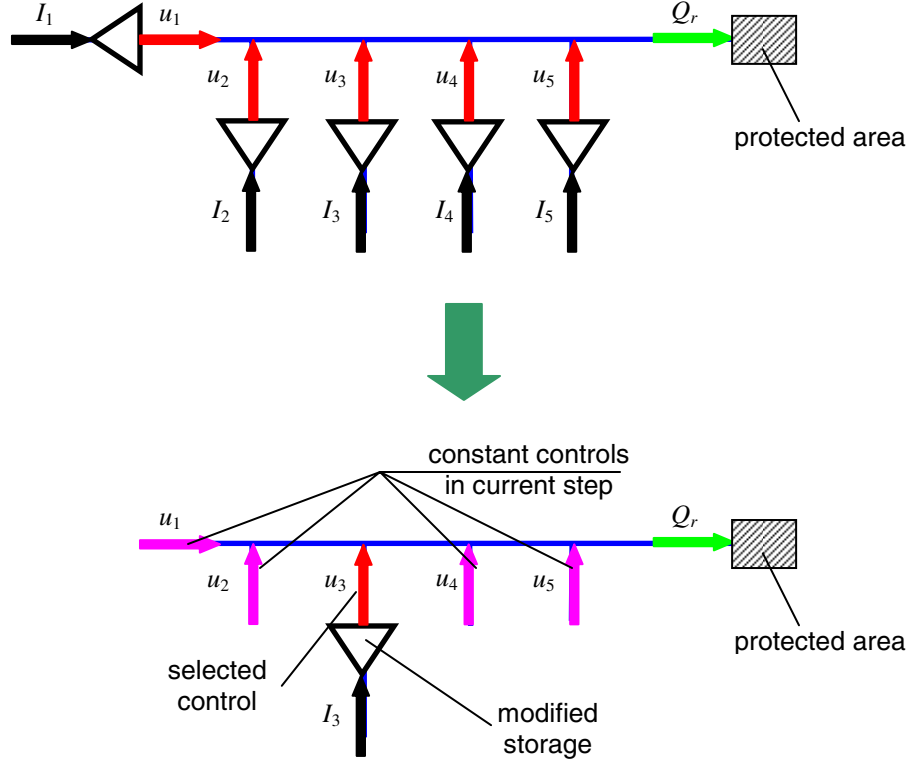 I₁ u₁ Qᵣ
u₂ u₃ u₄ u₅
protected area
I₂ I₃ I₄ I₅
constant controls
in current step
u₁ Qᵣ
u₂ u₃ u₄ u₅
protected area
selected
control
I₃
modified
storage